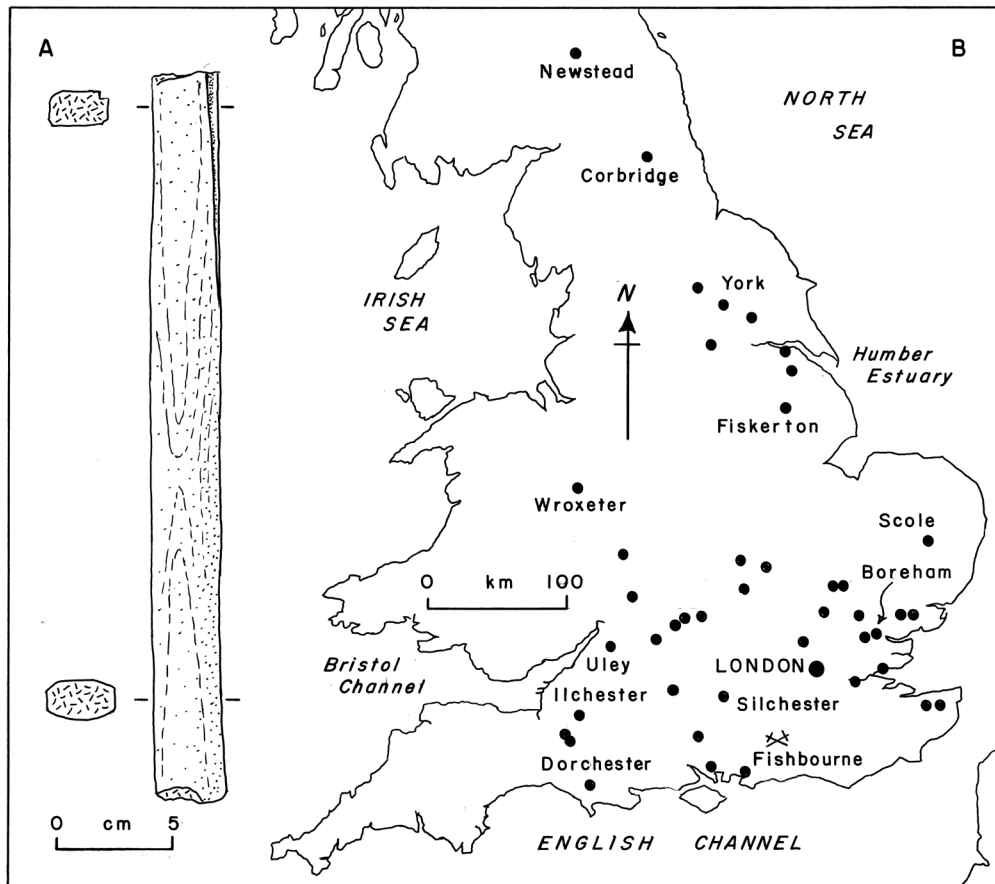 A
B
Newstead
NORTH
SEA
Corbridge
IRISH
SEA
N
York
Humber
Estuary
Fiskerton
Wroxeter
Scole
Boreham
0 km 100
Bristol
Channel
Uley
LONDON
Ilchester
Silchester
Dorchester
Fishbourne
0 cm 5
ENGLISH CHANNEL